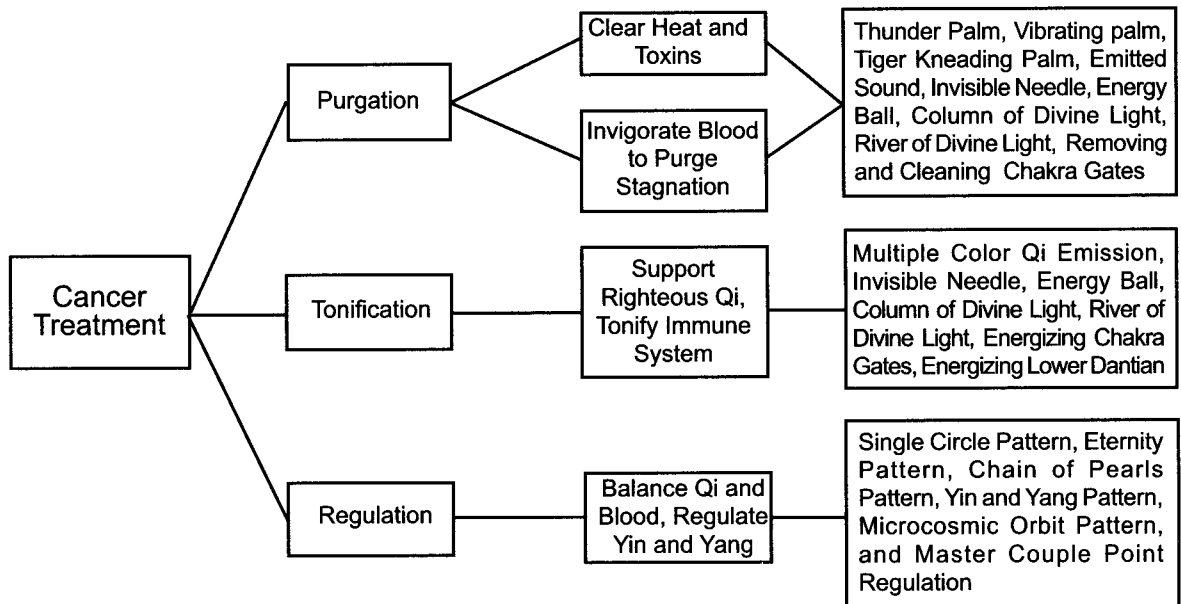 Cancer
Treatment
Purgation
Clear Heat and
Toxins
Invigorate Blood
to Purge
Stagnation
Thunder Palm, Vibrating palm,
Tiger Kneading Palm, Emitted
Sound, Invisible Needle, Energy
Ball, Column of Divine Light,
River of Divine Light, Removing
and Cleaning Chakra Gates
Tonification
Support
Righteous Qi,
Tonify Immune
System
Multiple Color Qi Emission,
Invisible Needle, Energy Ball,
Column of Divine Light, River of
Divine Light, Energizing Chakra
Gates, Energizing Lower Dantian
Regulation
Balance Qi and
Blood, Regulate
Yin and Yang
Single Circle Pattern, Eternity
Pattern, Chain of Pearls
Pattern, Yin and Yang Pattern,
Microcosmic Orbit Pattern,
and Master Couple Point
Regulation